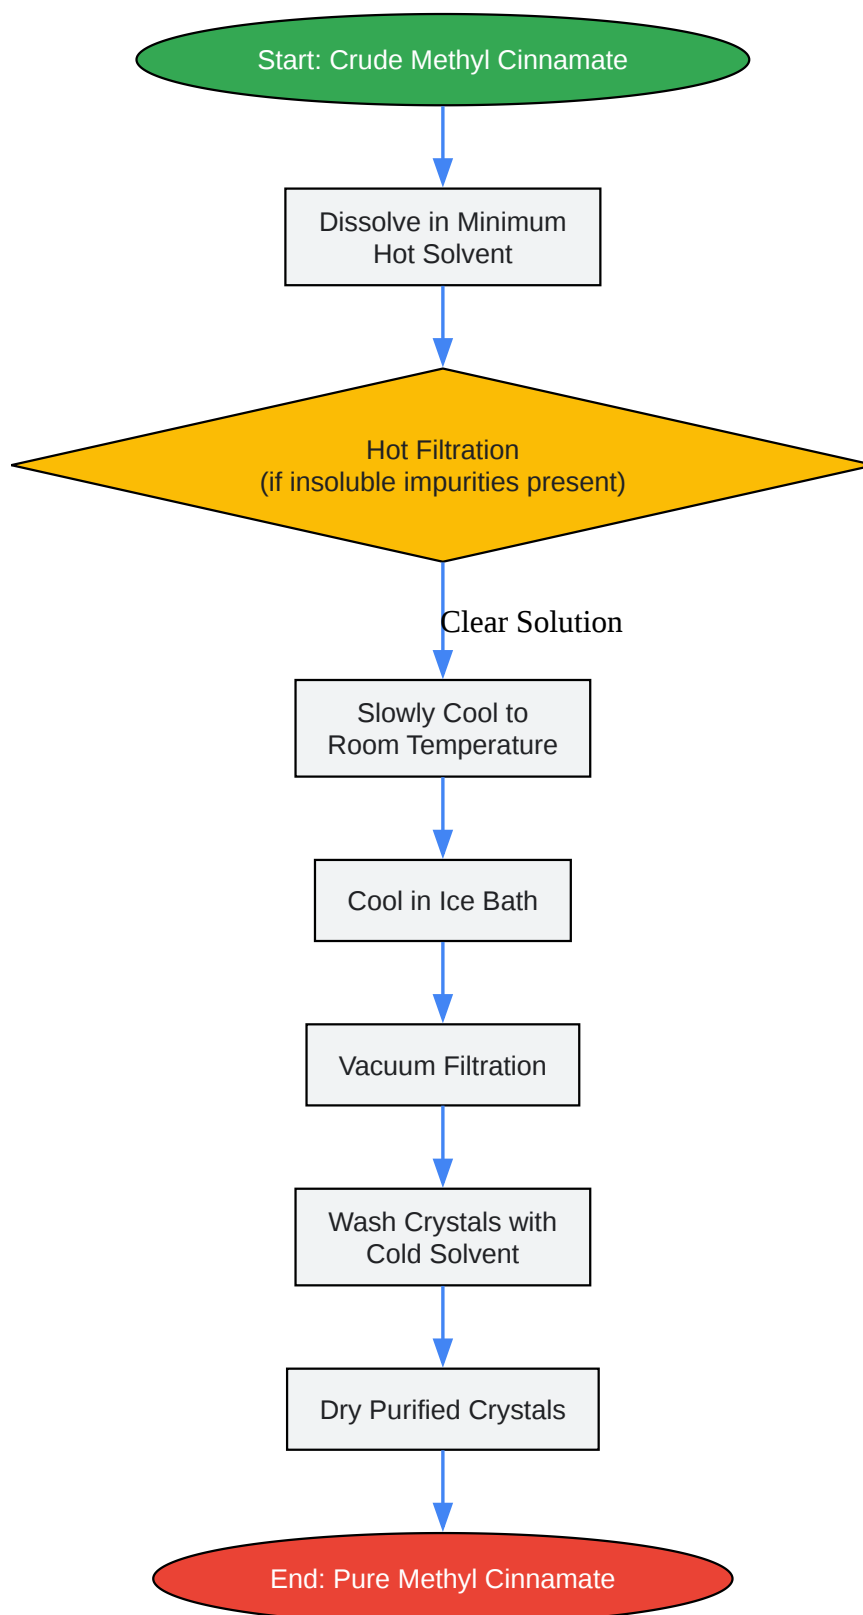 Start: Crude Methyl Cinnamate
Dissolve in Minimum
Hot Solvent
Hot Filtration
(if insoluble impurities present)
Clear Solution
Slowly Cool to
Room Temperature
Cool in Ice Bath
Vacuum Filtration
Wash Crystals with
Cold Solvent
Dry Purified Crystals
End: Pure Methyl Cinnamate